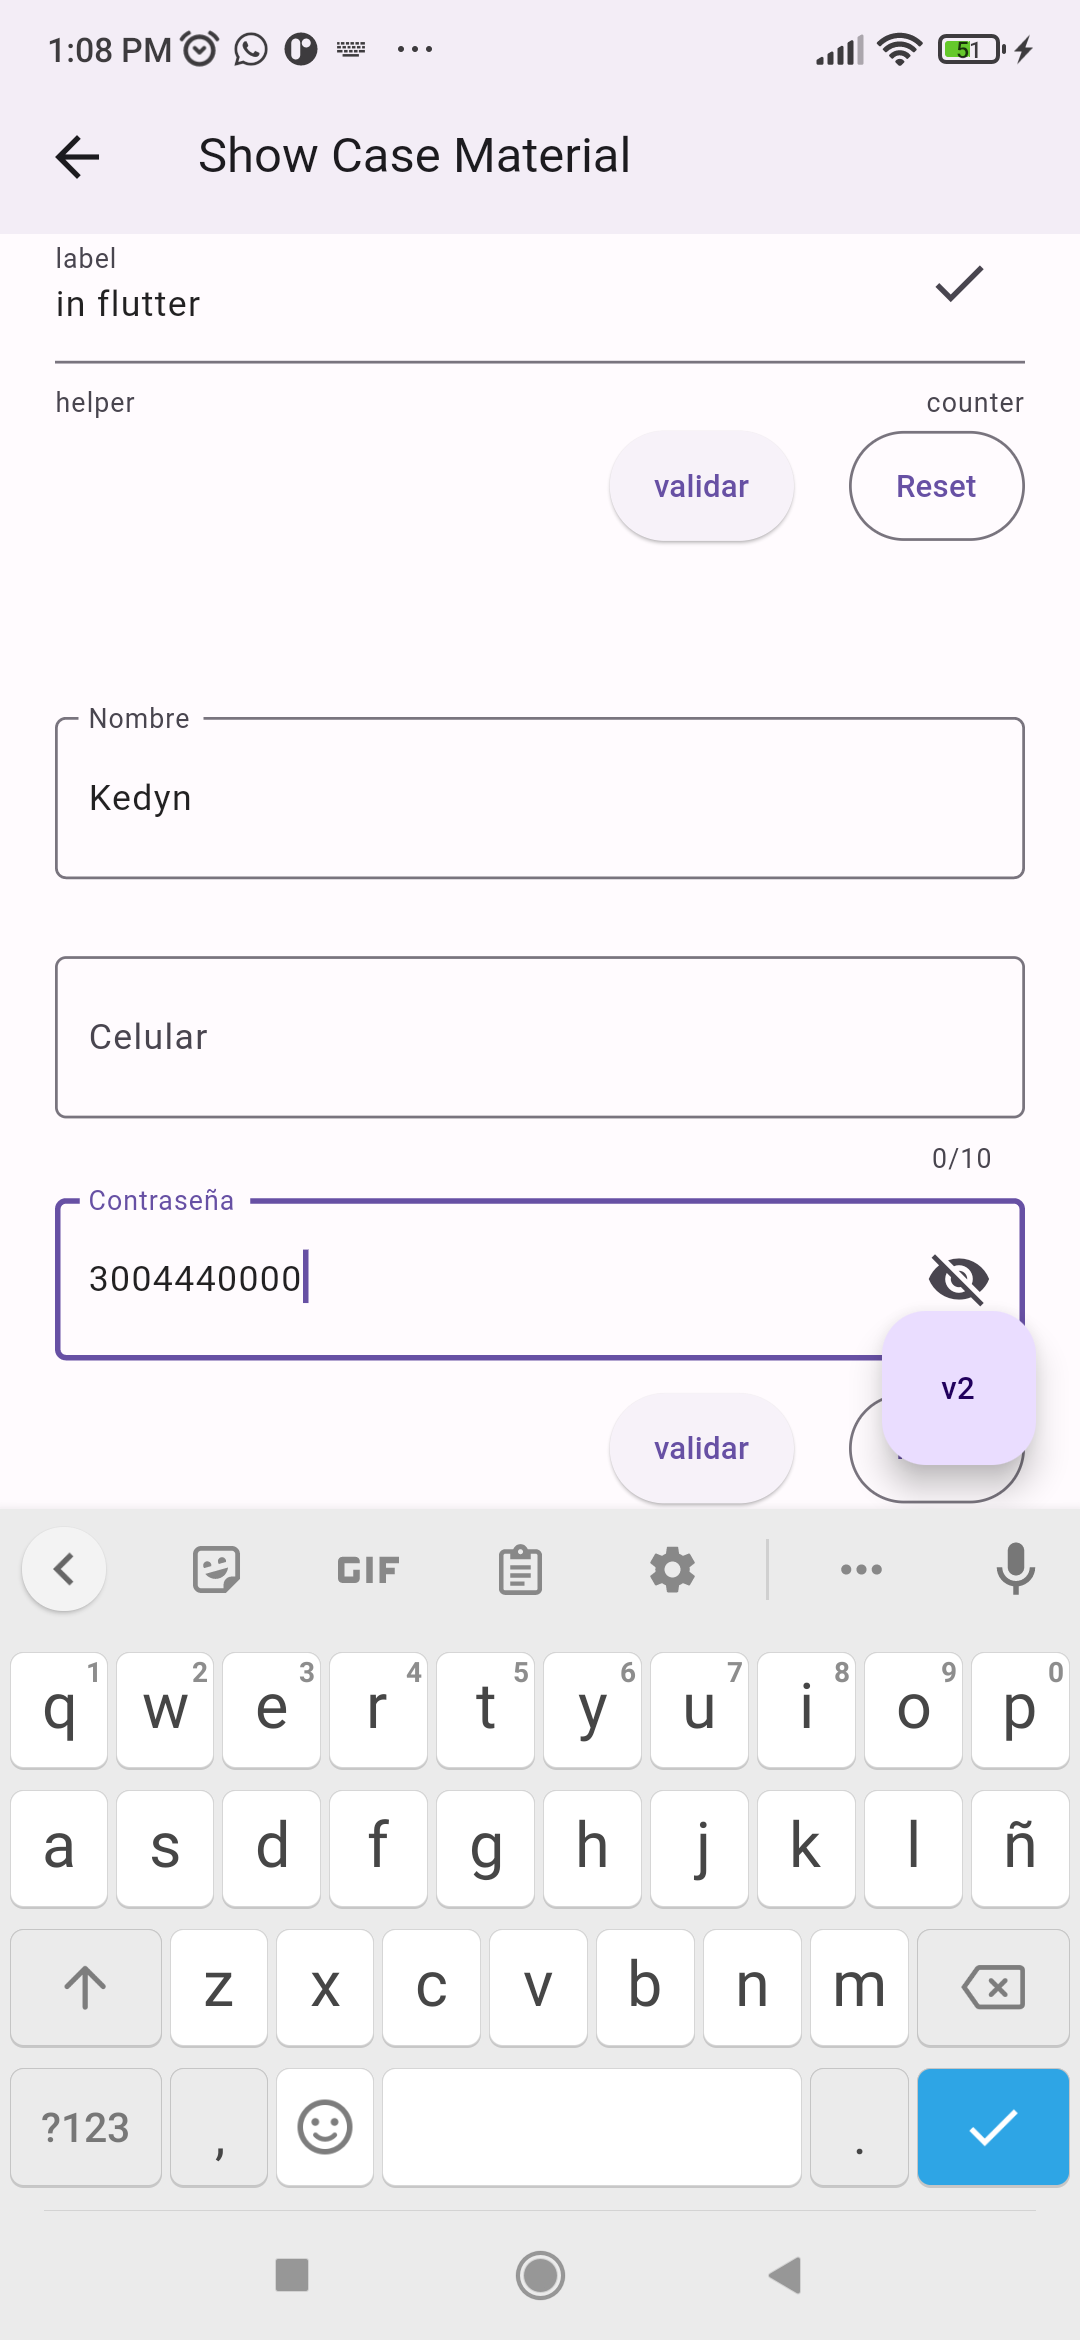 1:08 PM 51
Show Case Material
label
in flutter
helper counter
validar Reset
Nombre
Kedyn
Celular
0/10
Contraseña
3004440000
v2
validar
GIF
1 2 3 4 5 6 7 8 9 0
q w e r t y u i o p
a s d f g h j k l ñ
z x c v b n m
?123 , .